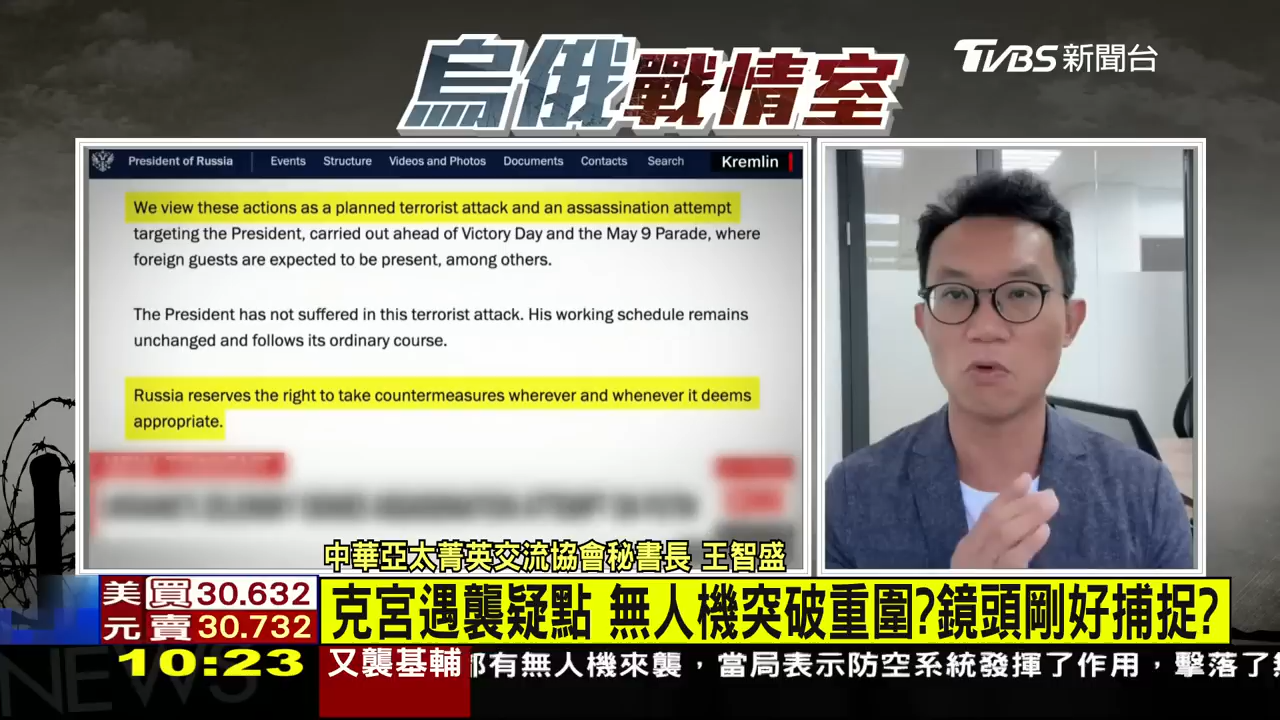 烏俄戰情室
TVBS新聞台
President of Russia Events Structure Videos and Photos Documents Contacts Search Kremlin
We view these actions as a planned terrorist attack and an assassination attempt
targeting the President, carried out ahead of Victory Day and the May 9 Parade, where
foreign guests are expected to be present, among others.
The President has not suffered in this terrorist attack. His working schedule remains
unchanged and follows its ordinary course.
Russia reserves the right to take countermeasures wherever and whenever it deems
appropriate.
中華亞太菁英交流協會秘書長 王智盛
美元 買 30.632
賣 30.732
克宮遇襲疑點 無人機突破重圍?鏡頭剛好捕捉?
10:23
又襲基輔 都有無人機來襲，當局表示防空系統發揮了作用，擊落了
NEWS